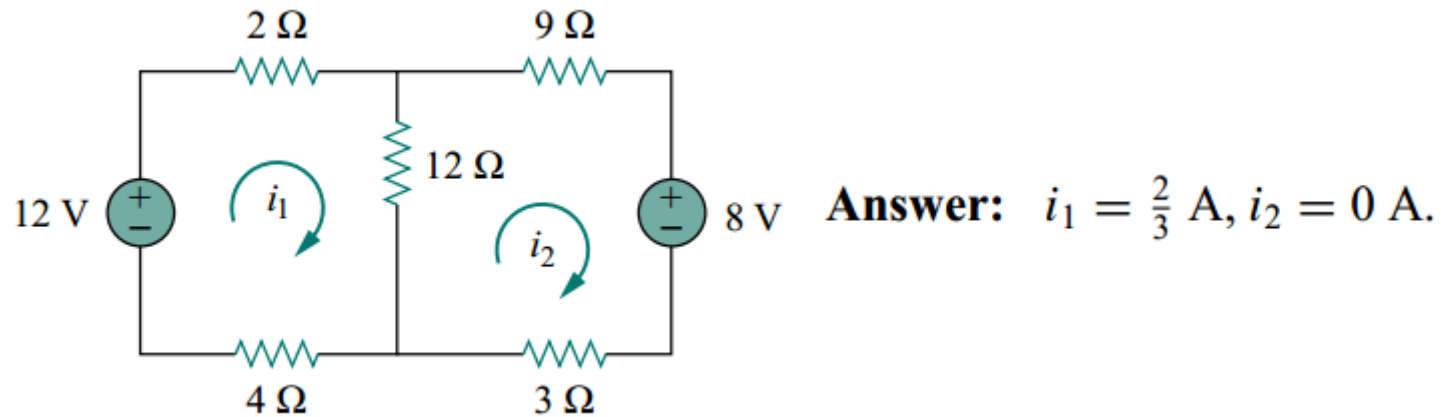 2 Ω 9 Ω
12 Ω
12 V + − i₁ i₂ + − 8 V
4 Ω 3 Ω
Answer: i₁ = 2/3 A, i₂ = 0 A.